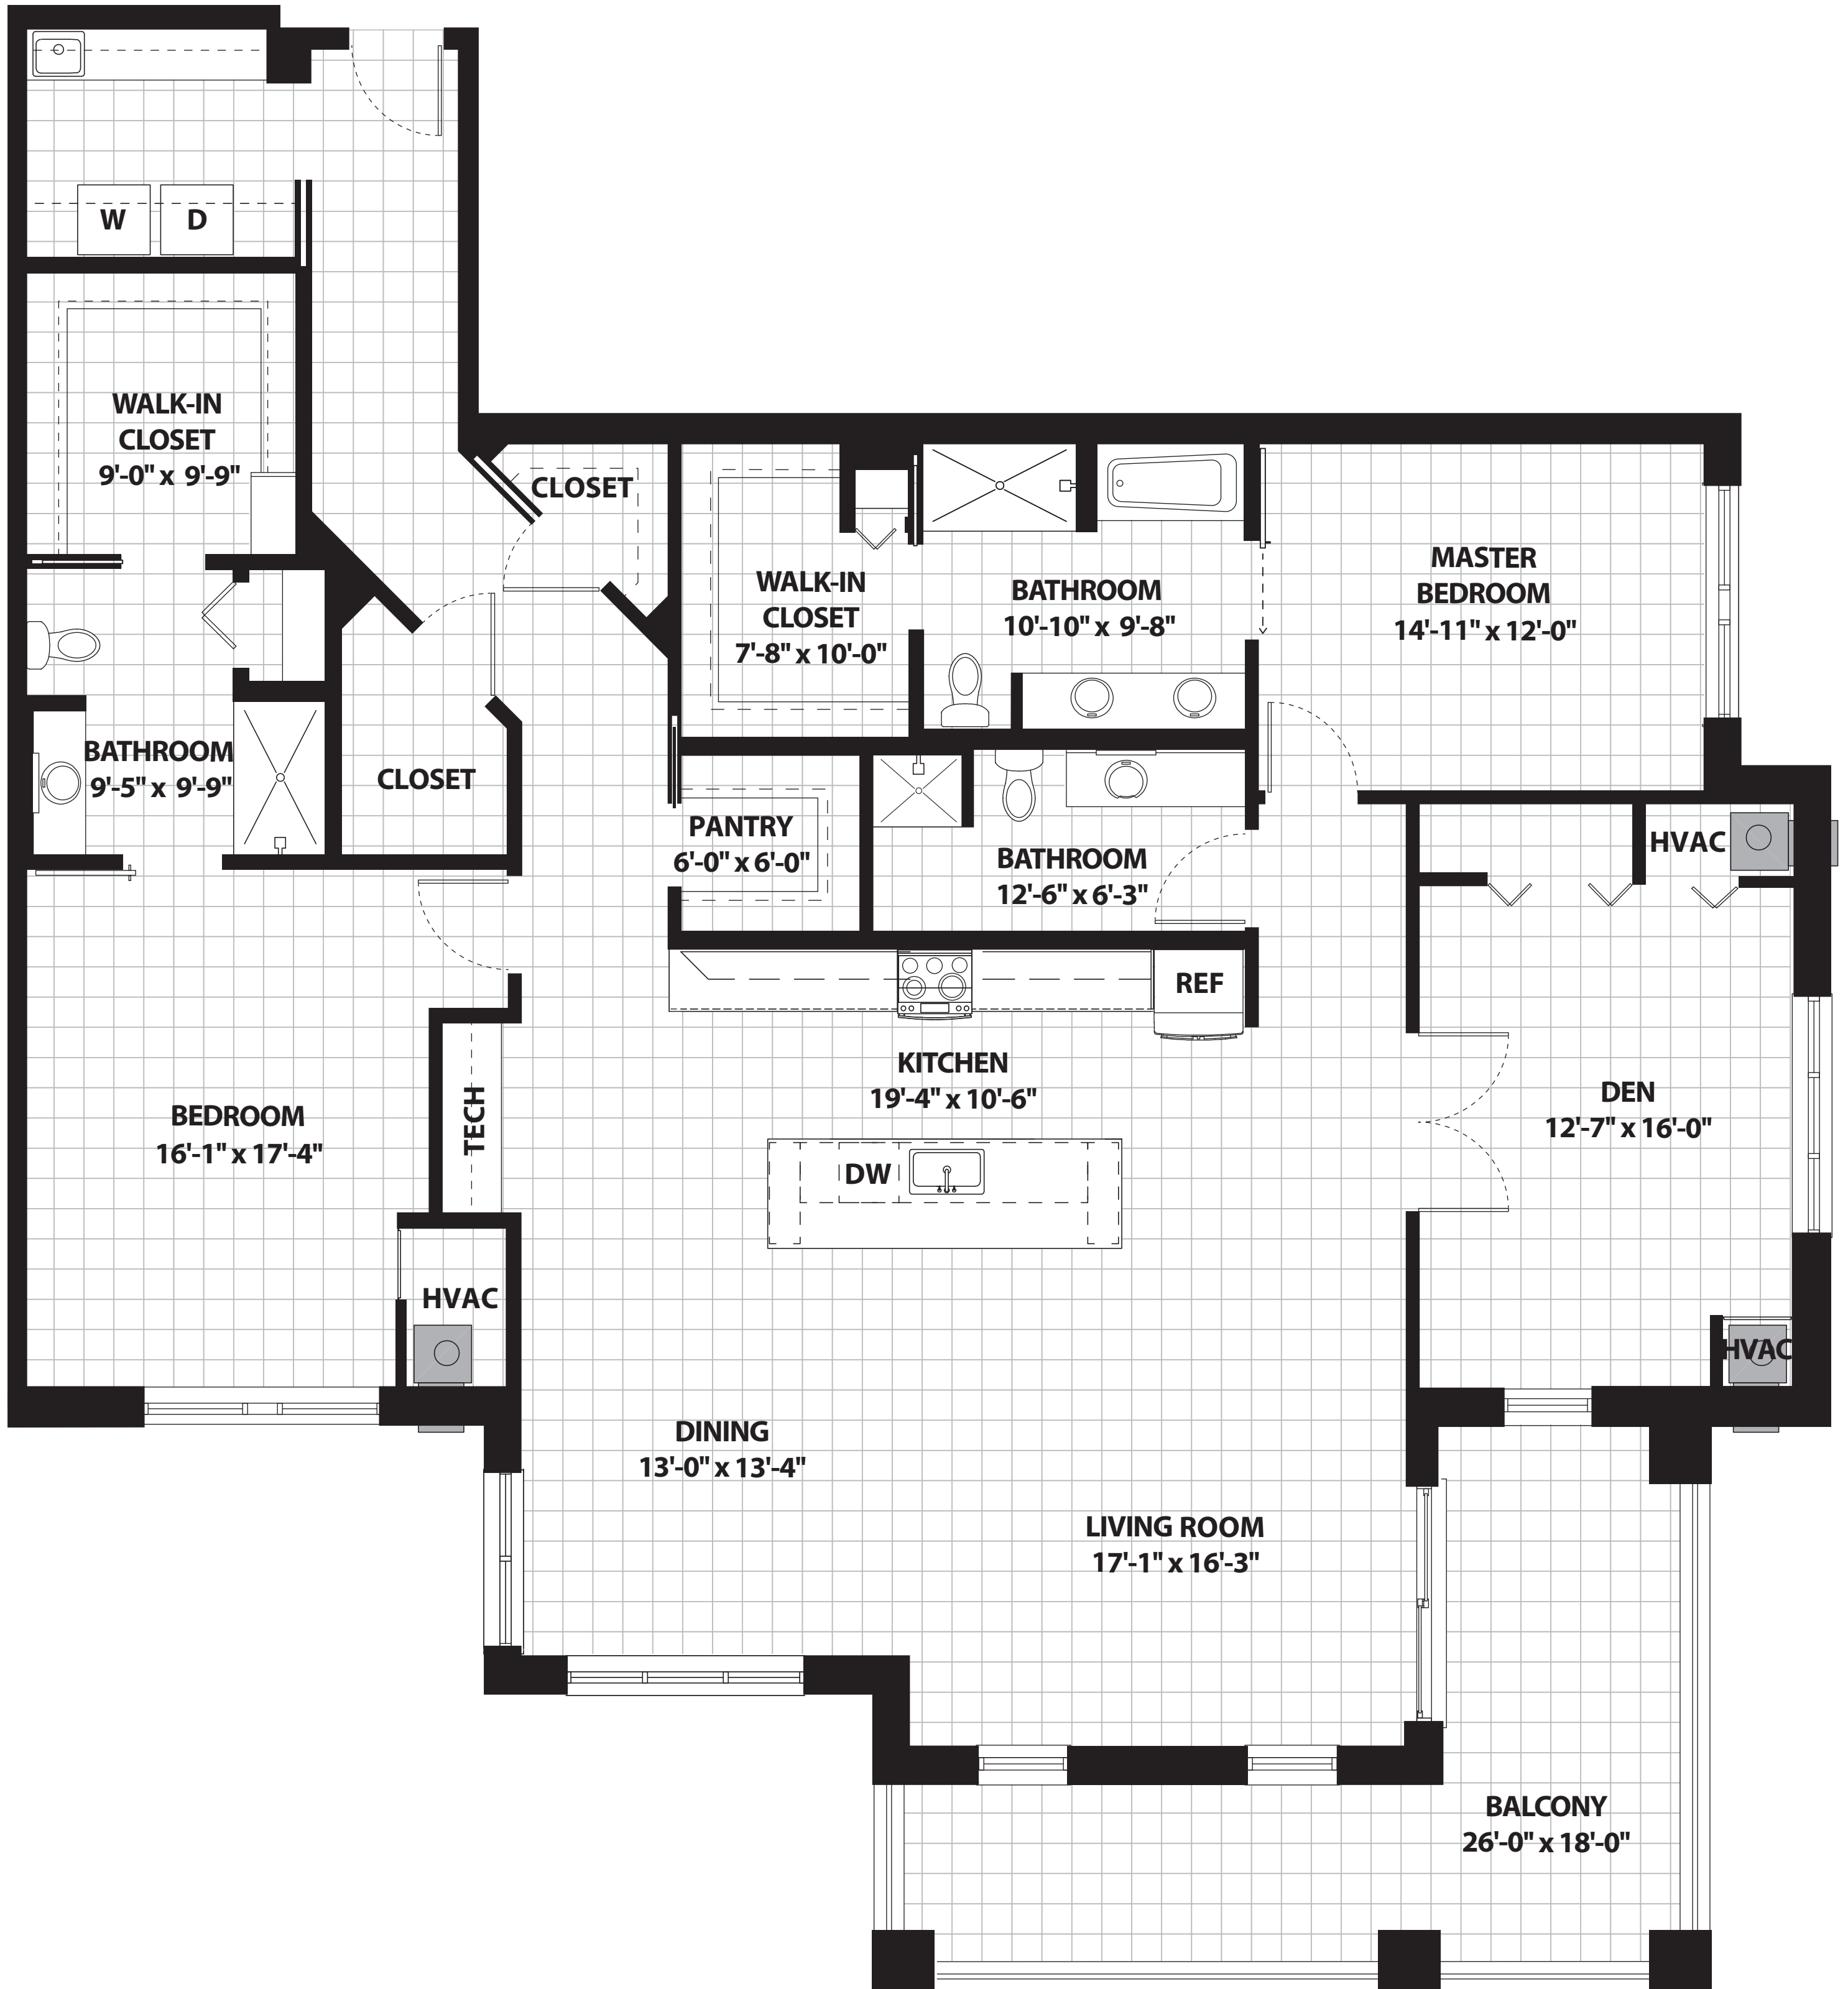 W
D
WALK-IN
CLOSET
9'-0" x 9'-9"
CLOSET
WALK-IN
CLOSET
7'-8" x 10'-0"
BATHROOM
10'-10" x 9'-8"
MASTER
BEDROOM
14'-11" x 12'-0"
BATHROOM
9'-5" x 9'-9"
CLOSET
PANTRY
6'-0" x 6'-0"
BATHROOM
12'-6" x 6'-3"
HVAC
REF
KITCHEN
19'-4" x 10'-6"
BEDROOM
16'-1" x 17'-4"
TECH
DEN
12'-7" x 16'-0"
DW
HVAC
HVAC
DINING
13'-0" x 13'-4"
LIVING ROOM
17'-1" x 16'-3"
BALCONY
26'-0" x 18'-0"